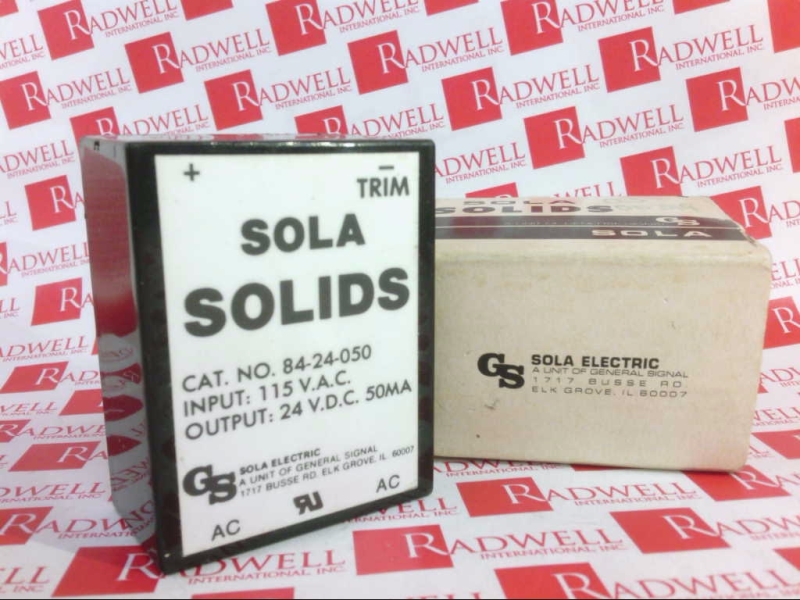 + −
TRIM
SOLA
SOLIDS
CAT. NO. 84-24-050
INPUT: 115 V.A.C.
OUTPUT: 24 V.D.C. 50MA
GS SOLA ELECTRIC
A UNIT OF GENERAL SIGNAL
1717 BUSSE RD. ELK GROVE, IL 60007
AC AC
SOLA
SOLIDS
GS
SOLA
GS SOLA ELECTRIC
A UNIT OF GENERAL SIGNAL
1717 BUSSE RD
ELK GROVE, IL 60007
RADWELL
INTERNATIONAL, INC.